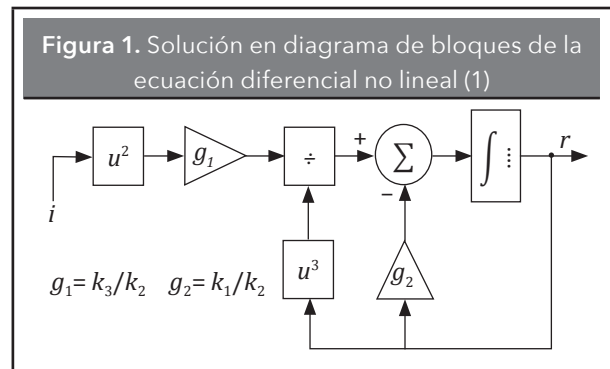 Figura 1. Solución en diagrama de bloques de la
ecuación diferencial no lineal (1)
i
u²
g₁
÷
+
−
∑
∫ ⋮
r
u³
g₂
g₁= k₃/k₂ g₂= k₁/k₂